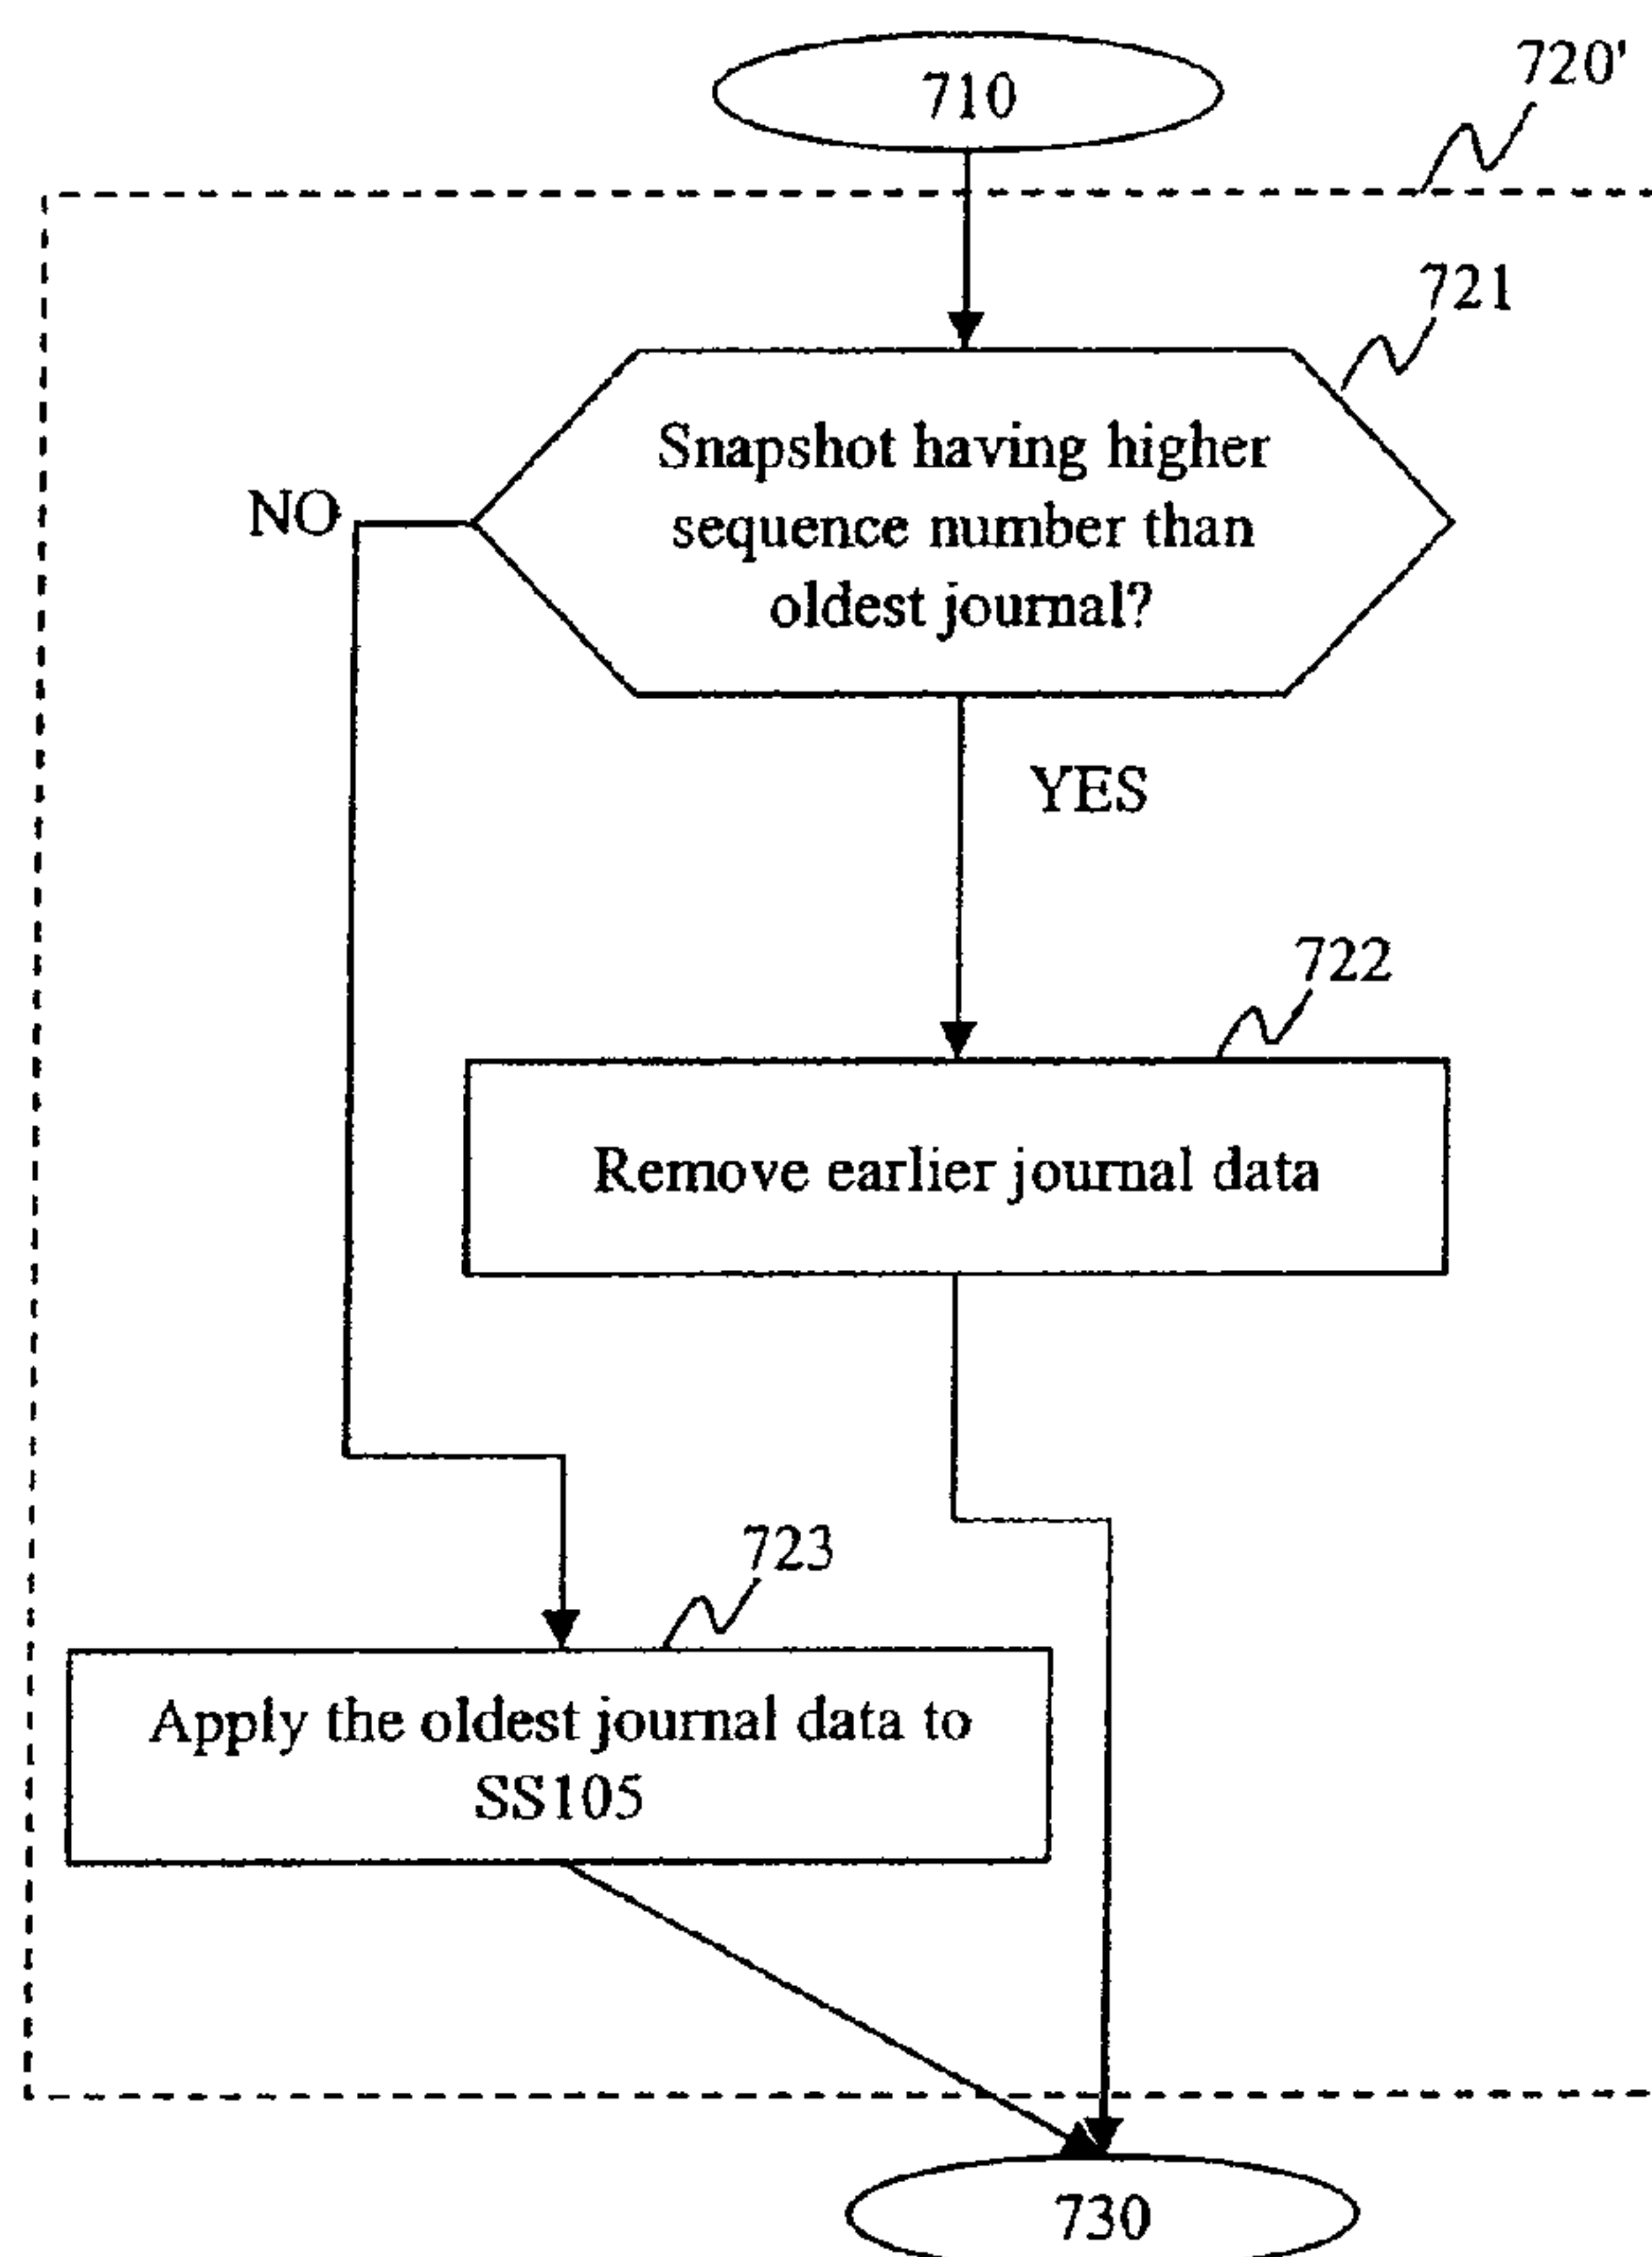 710
720'
721
Snapshot having higher
sequence number than
oldest journal?
NO
YES
722
Remove earlier journal data
723
Apply the oldest journal data to
SS105
730